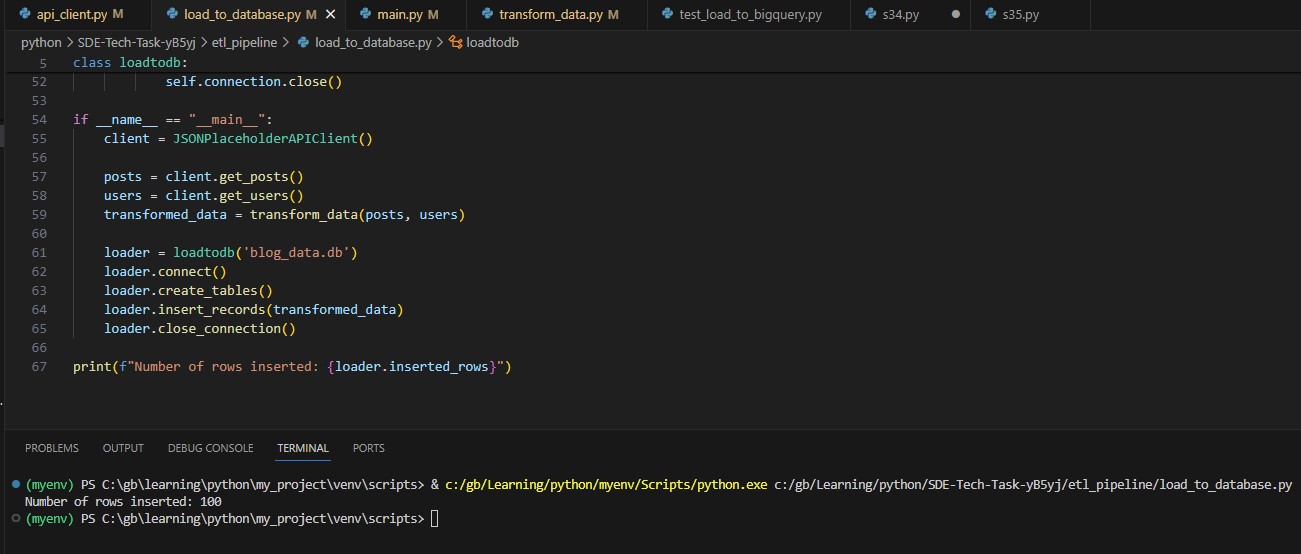 api_client.py M load_to_database.py M main.py M transform_data.py M test_load_to_bigquery.py s34.py s35.py
python > SDE-Tech-Task-yB5yj > etl_pipeline > load_to_database.py > loadtodb
5 class loadtodb:
52 self.connection.close()
53
54 if __name__ == "__main__":
55 client = JSONPlaceholderAPIClient()
56
57 posts = client.get_posts()
58 users = client.get_users()
59 transformed_data = transform_data(posts, users)
60
61 loader = loadtodb('blog_data.db')
62 loader.connect()
63 loader.create_tables()
64 loader.insert_records(transformed_data)
65 loader.close_connection()
66
67 print(f"Number of rows inserted: {loader.inserted_rows}")
PROBLEMS OUTPUT DEBUG CONSOLE TERMINAL PORTS
(myenv) PS C:\gb\learning\python\my_project\venv\scripts> & c:/gb/Learning/python/myenv/Scripts/python.exe c:/gb/Learning/python/SDE-Tech-Task-yB5yj/etl_pipeline/load_to_database.py
Number of rows inserted: 100
(myenv) PS C:\gb\learning\python\my_project\venv\scripts>